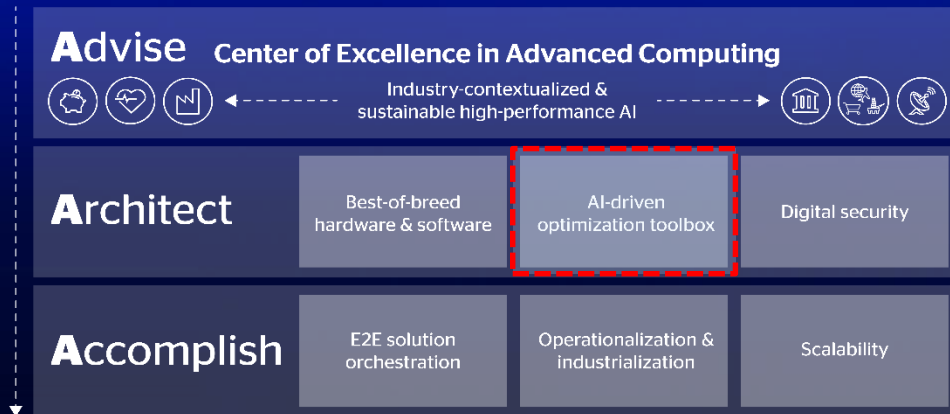 Advise Center of Excellence in Advanced Computing
Industry-contextualized &
sustainable high-performance AI
Architect
Best-of-breed
hardware & software
AI-driven
optimization toolbox
Digital security
Accomplish
E2E solution
orchestration
Operationalization &
industrialization
Scalability